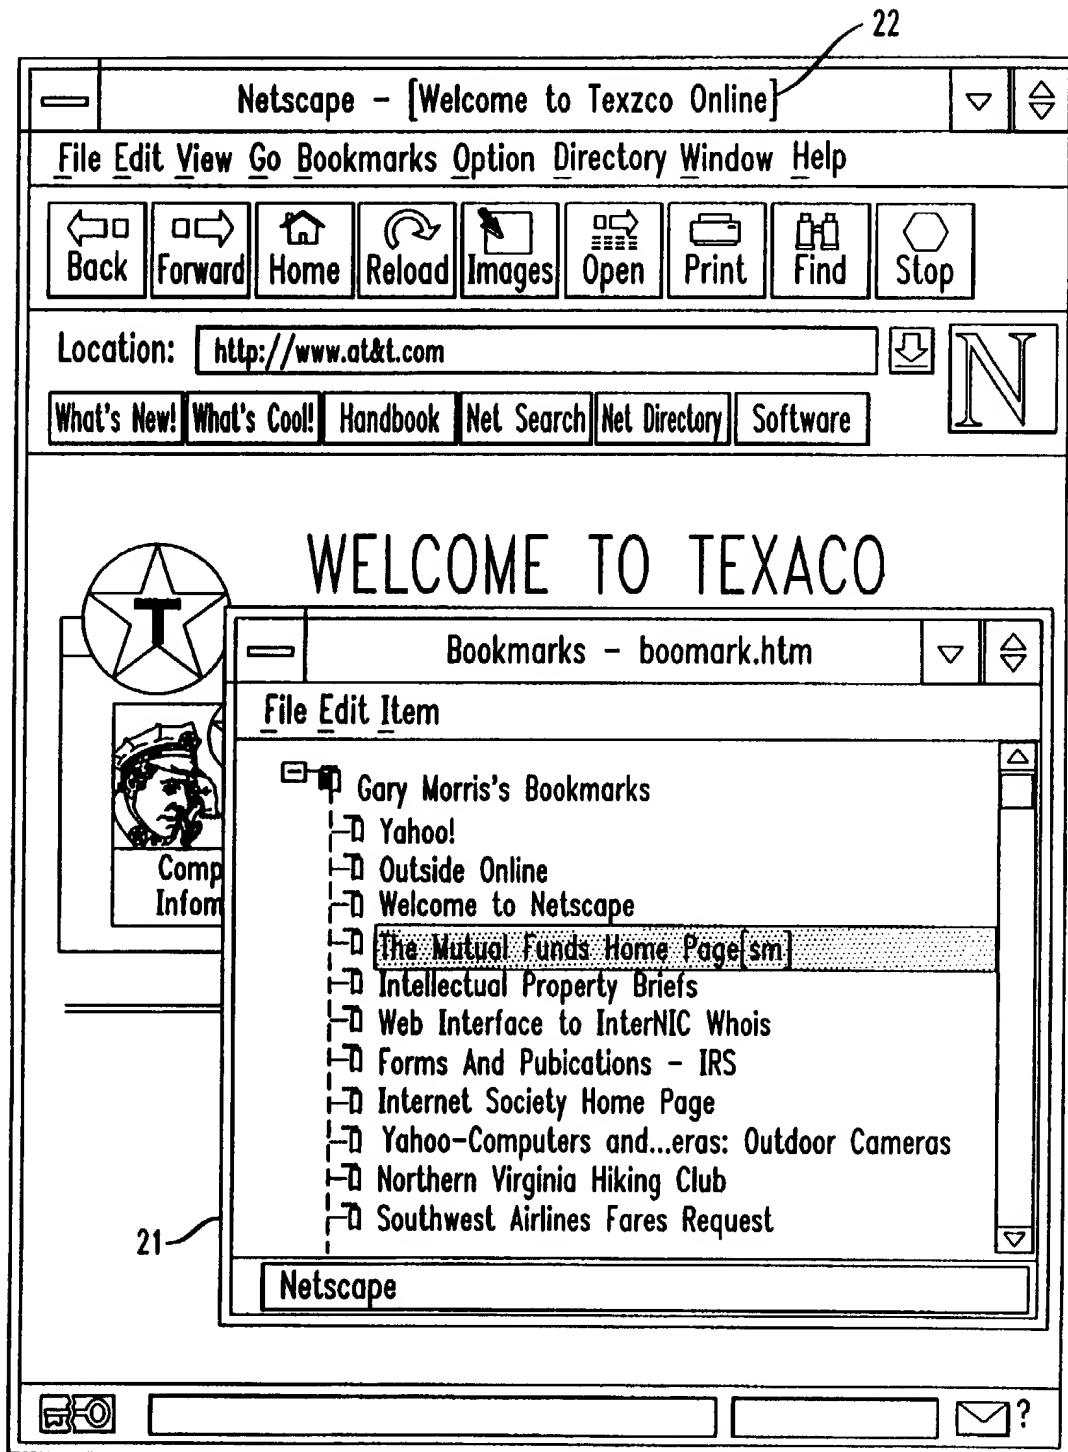 22
Netscape - [Welcome to Texzco Online]
File Edit View Go Bookmarks Option Directory Window Help
Back Forward Home Reload Images Open Print Find Stop
Location: http://www.at&t.com
N
What's New! What's Cool! Handbook Net Search Net Directory Software
WELCOME TO TEXACO
T
Bookmarks - boomark.htm
File Edit Item
Gary Morris's Bookmarks
Yahoo!
Outside Online
Comp
Welcome to Netscape
Infom
The Mutual Funds Home Page[sm]
Intellectual Property Briefs
Web Interface to InterNIC Whois
Forms And Pubications - IRS
Internet Society Home Page
Yahoo-Computers and...eras: Outdoor Cameras
Northern Virginia Hiking Club
Southwest Airlines Fares Request
21
Netscape
?